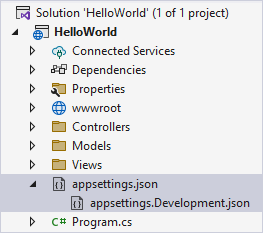 Solution 'HelloWorld' (1 of 1 project)
HelloWorld
Connected Services
Dependencies
Properties
wwwroot
Controllers
Models
Views
appsettings.json
appsettings.Development.json
C# Program.cs